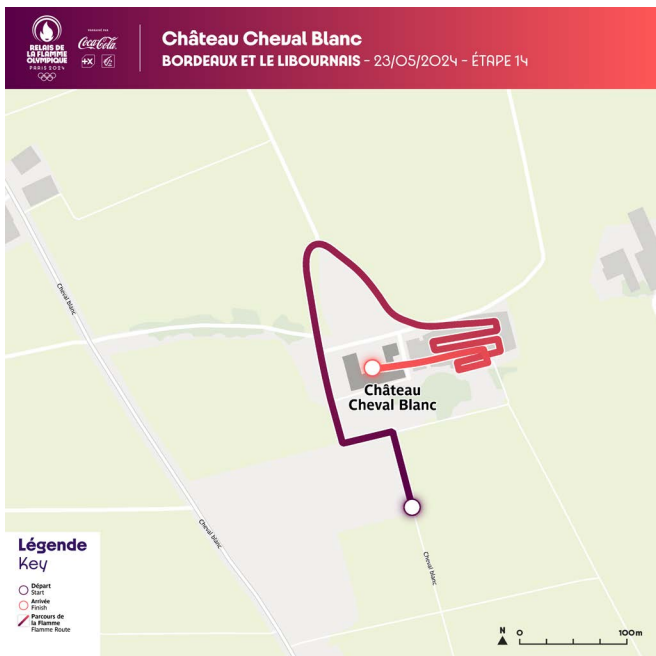 RELAIS DE
LA FLAMME
OLYMPIQUE
PARIS 2024
Coca-Cola
Château Cheval Blanc
BORDEAUX ET LE LIBOURNAIS - 23/05/2024 - ÉTAPE 14
Cheval blanc
Château
Cheval Blanc
Cheval blanc
Cheval blanc
Légende
Key
Départ
Start
Arrivée
Finish
Parcours de
la Flamme
Flamme Route
N 0 100m